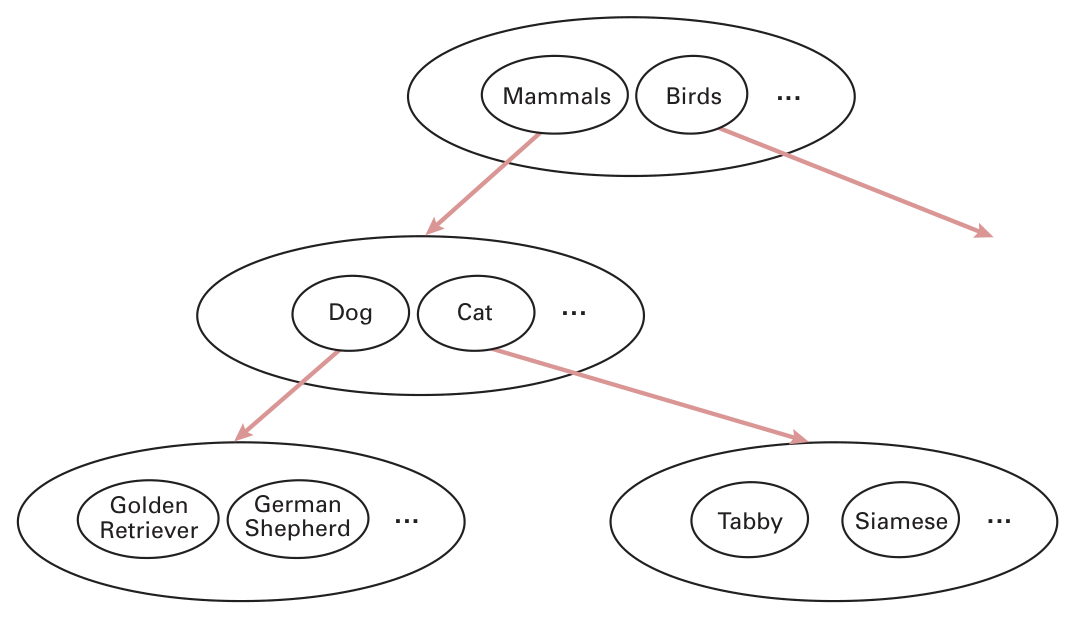 Mammals
Birds
...
Dog
Cat
...
Golden
Retriever
German
Shepherd
...
Tabby
Siamese
...